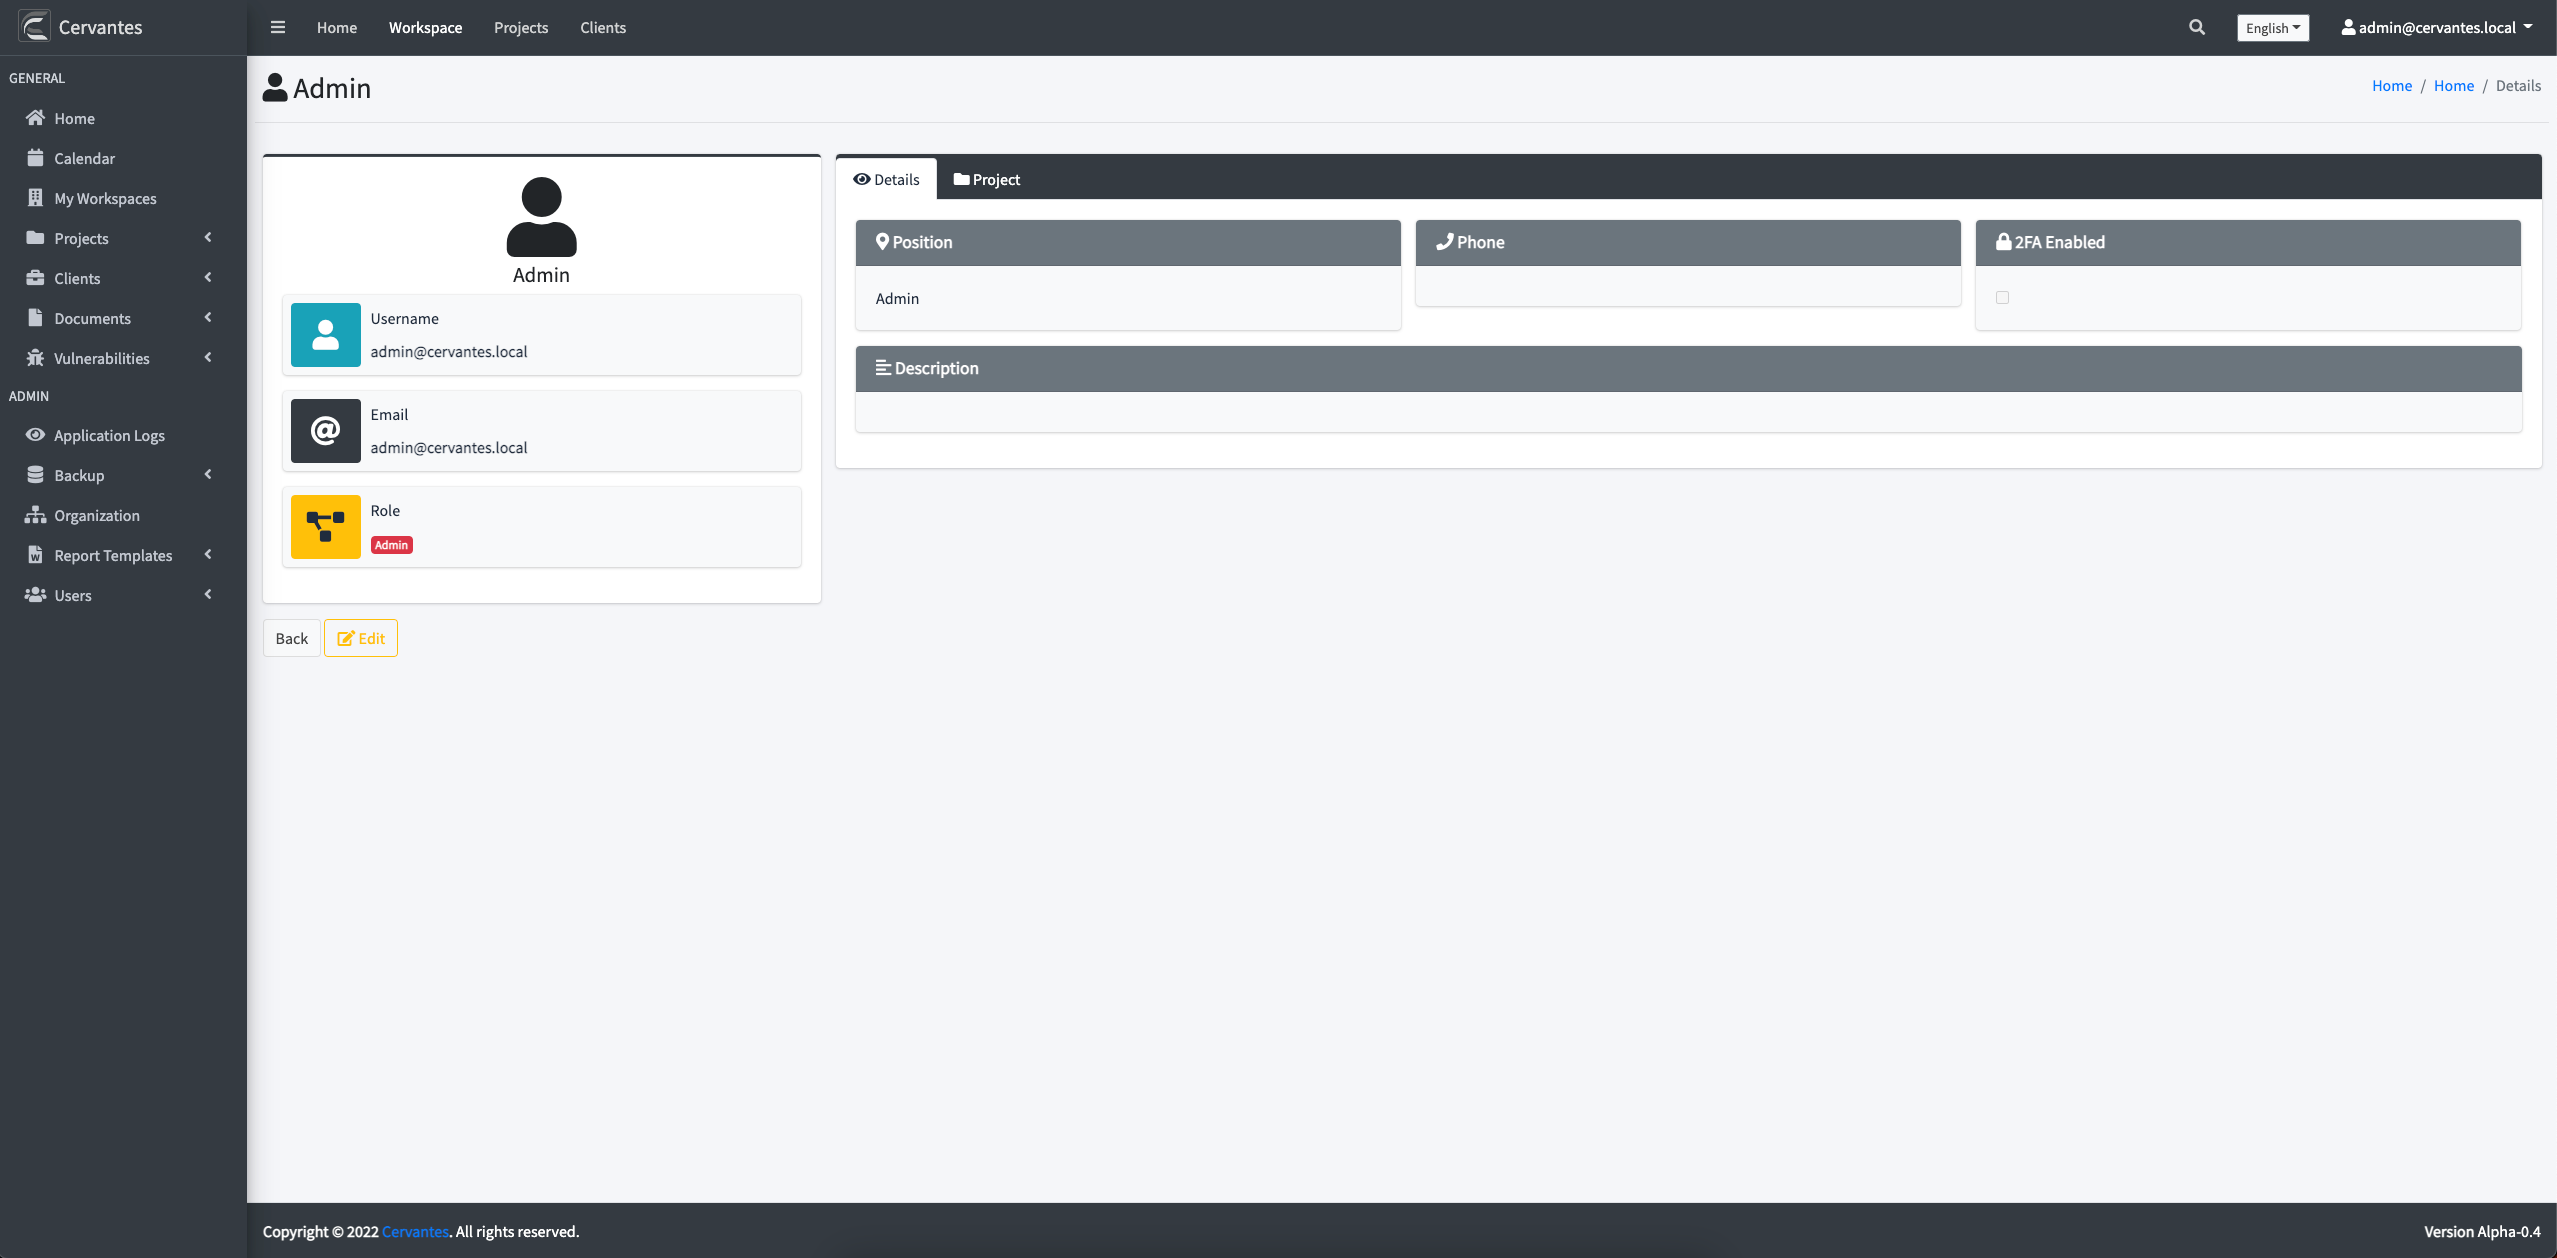 Cervantes
Home
Workspace
Projects
Clients
English
admin@cervantes.local
GENERAL
Home
Calendar
My Workspaces
Projects
Clients
Documents
Vulnerabilities
ADMIN
Application Logs
Backup
Organization
Report Templates
Users
Admin
Home / Home / Details
Admin
Username
admin@cervantes.local
Email
admin@cervantes.local
Role
Admin
Back
Edit
Details
Project
Position
Admin
Phone
2FA Enabled
Description
Copyright © 2022 Cervantes. All rights reserved.
Version Alpha-0.4